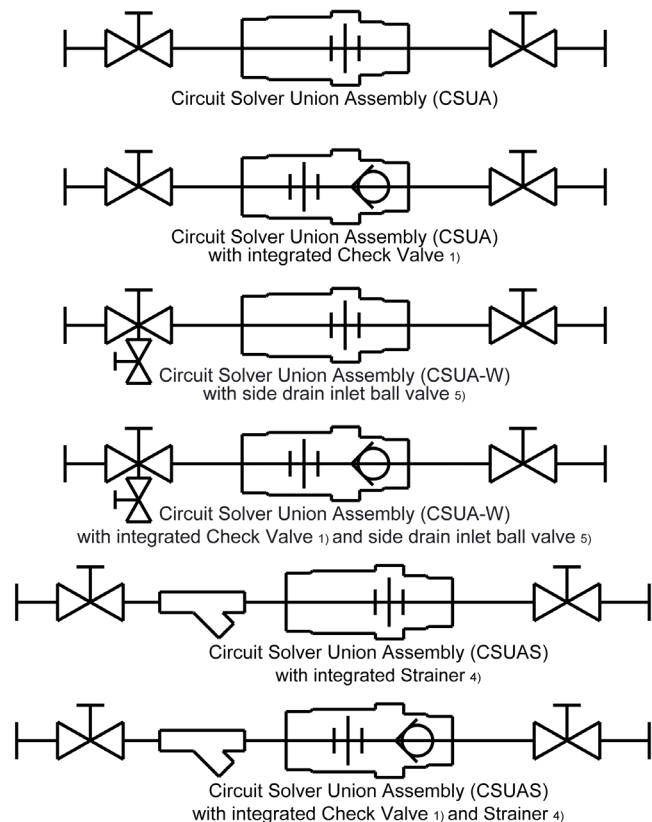 Circuit Solver Union Assembly (CSUA)
Circuit Solver Union Assembly (CSUA)
with integrated Check Valve 1)
Circuit Solver Union Assembly (CSUA-W)
with side drain inlet ball valve 5)
Circuit Solver Union Assembly (CSUA-W)
with integrated Check Valve 1) and side drain inlet ball valve 5)
Circuit Solver Union Assembly (CSUAS)
with integrated Strainer 4)
Circuit Solver Union Assembly (CSUAS)
with integrated Check Valve 1) and Strainer 4)